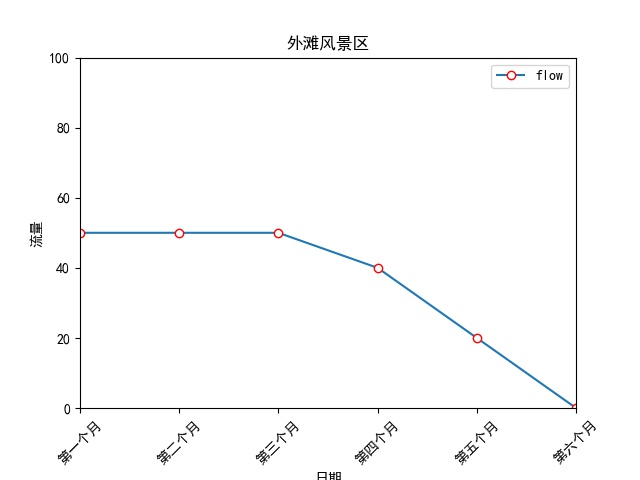 外滩风景区
flow
流量
100
80
60
40
20
0
第一个月
第二个月
第三个月
第四个月
第五个月
第六个月
日期